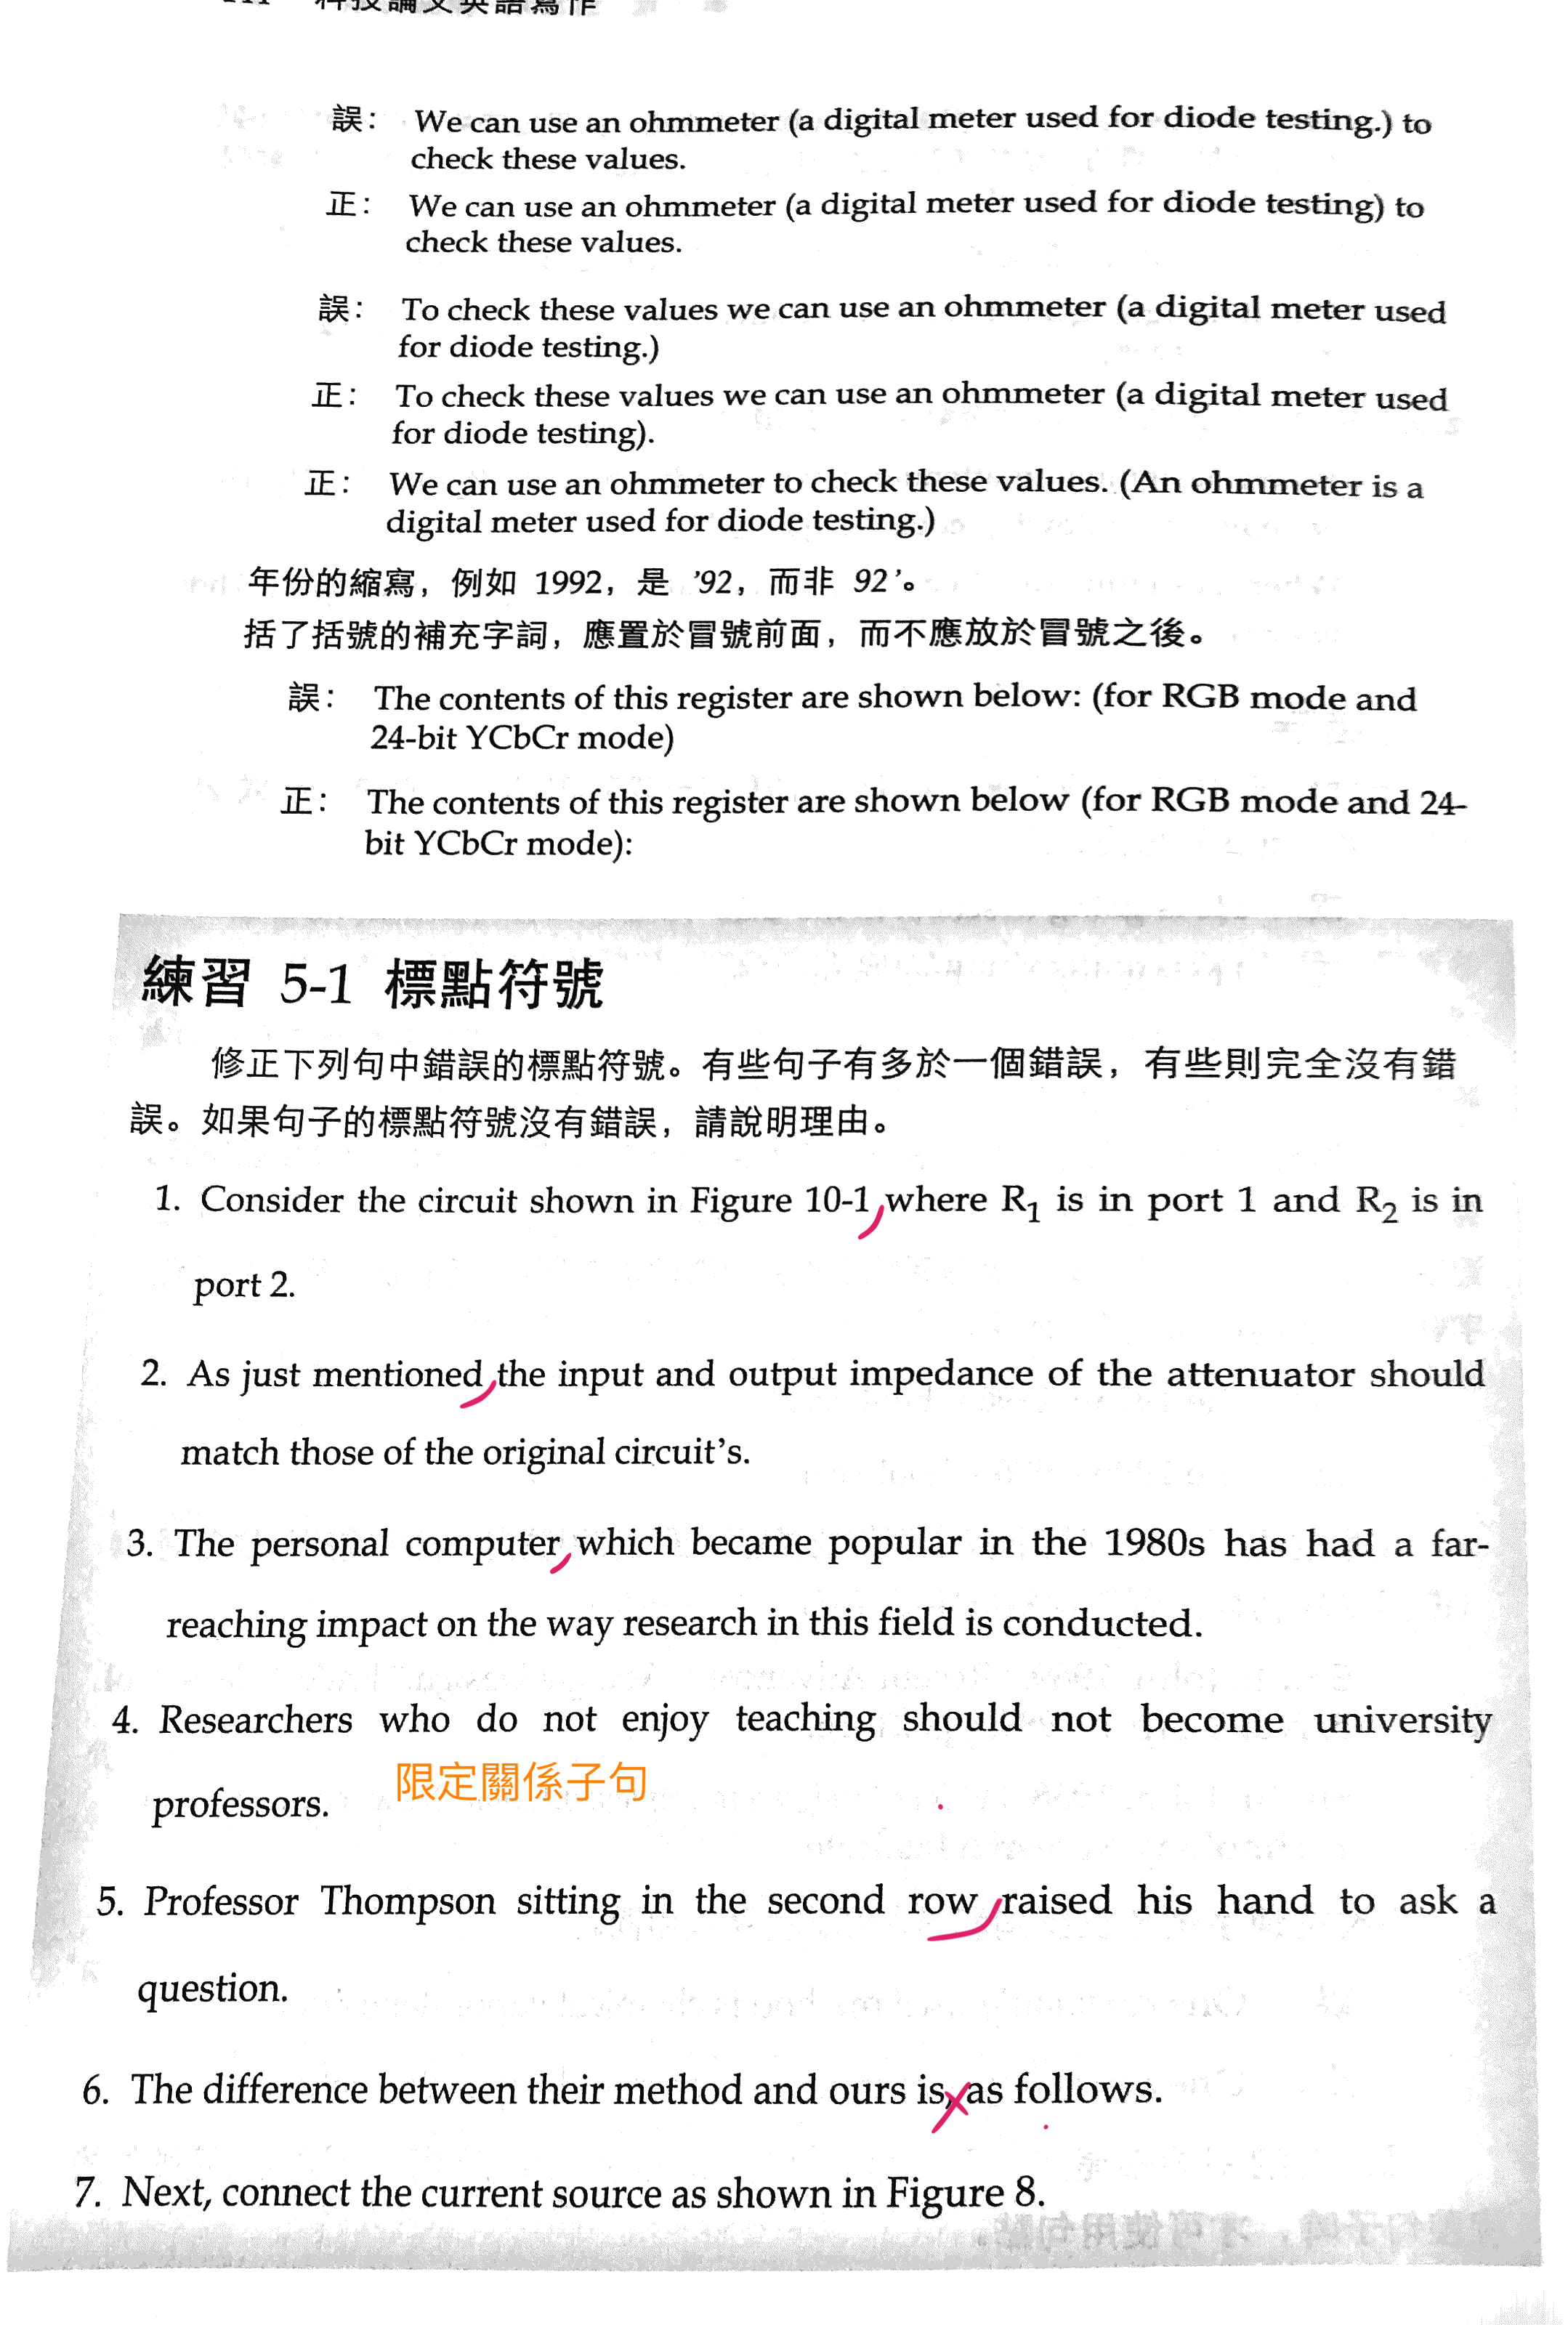 科技論文英語寫作
誤： We can use an ohmmeter (a digital meter used for diode testing.) to
check these values.
正： We can use an ohmmeter (a digital meter used for diode testing) to
check these values.
誤： To check these values we can use an ohmmeter (a digital meter used
for diode testing.)
正： To check these values we can use an ohmmeter (a digital meter used
for diode testing).
正： We can use an ohmmeter to check these values. (An ohmmeter is a
digital meter used for diode testing.)
年份的縮寫，例如 1992，是 ’92，而非 92’。
括了括號的補充字詞，應置於冒號前面，而不應放於冒號之後。
誤： The contents of this register are shown below: (for RGB mode and
24-bit YCbCr mode)
正： The contents of this register are shown below (for RGB mode and 24-
bit YCbCr mode):
練習 5-1 標點符號
修正下列句中錯誤的標點符號。有些句子有多於一個錯誤，有些則完全沒有錯
誤。如果句子的標點符號沒有錯誤，請說明理由。
1. Consider the circuit shown in Figure 10-1, where R₁ is in port 1 and R₂ is in
port 2.
2. As just mentioned, the input and output impedance of the attenuator should
match those of the original circuit’s.
3. The personal computer, which became popular in the 1980s has had a far-
reaching impact on the way research in this field is conducted.
4. Researchers who do not enjoy teaching should not become university
professors. 限定關係子句
5. Professor Thompson sitting in the second row, raised his hand to ask a
question.
6. The difference between their method and ours is, as follows.
7. Next, connect the current source as shown in Figure 8.